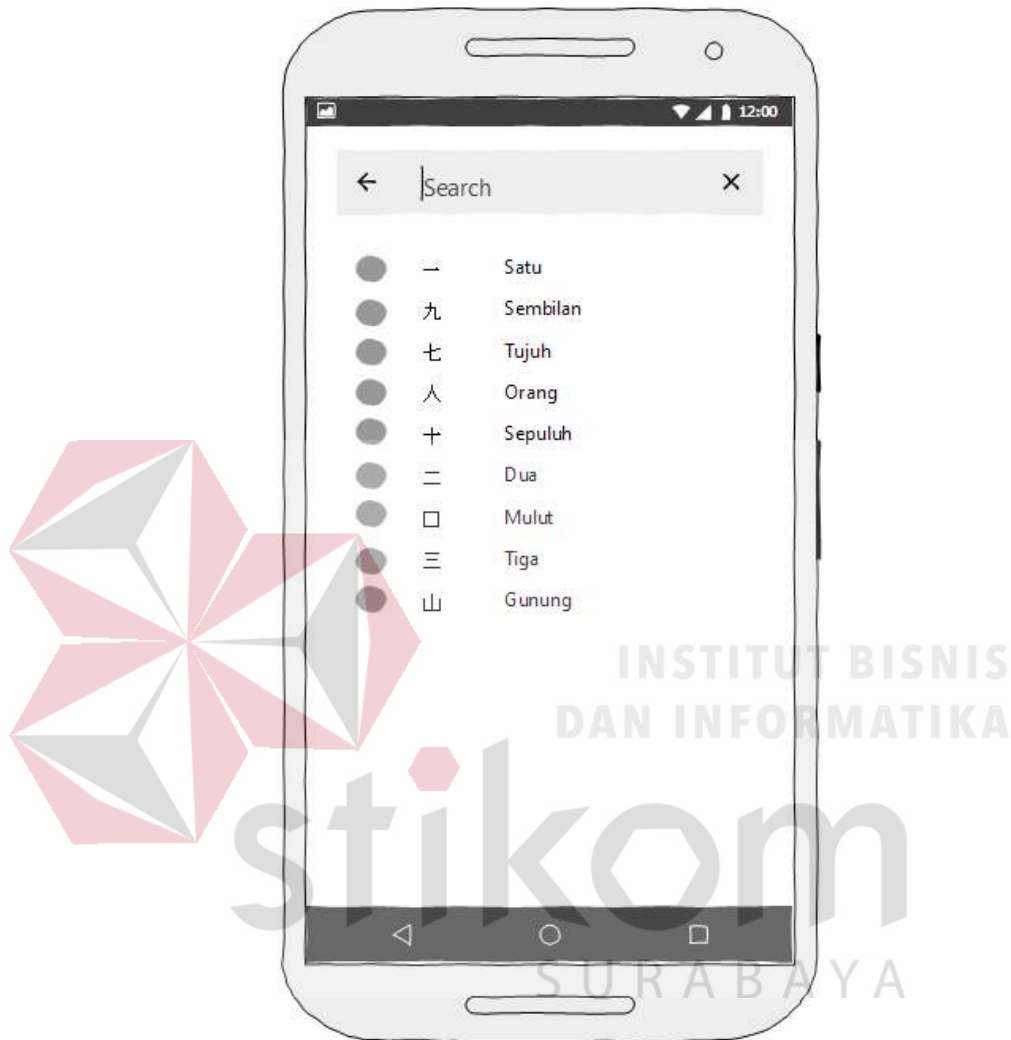 12:00
Search
一 Satu
九 Sembilan
七 Tujuh
人 Orang
十 Sepuluh
二 Dua
口 Mulut
三 Tiga
山 Gunung
INSTITUT BISNIS
DAN INFORMATIKA
stikom
SURABAYA